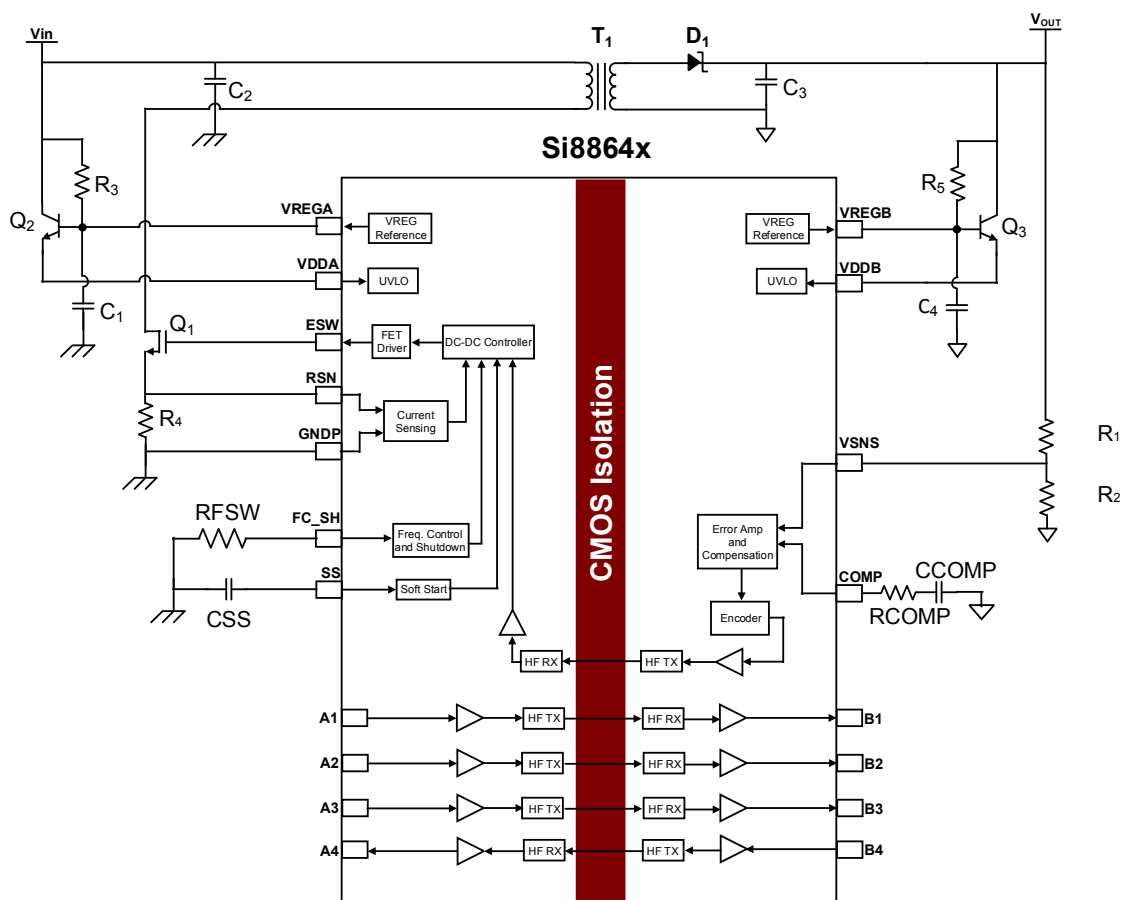 Vin
T1
D1
VOUT
C2
C3
Si8864x
R3
R5
Q2
VREGA
VREG
Reference
VREG
Reference
VREGB
Q3
VDDA
UVLO
UVLO
VDDB
C1
C4
Q1
ESW
FET
Driver
DC-DC Controller
RSN
R4
Current
Sensing
GNDP
CMOS Isolation
VSNS
R1
R2
RFSW
FC_SH
Freq. Control
and Shutdown
Error Amp
and
Compensation
SS
Soft Start
CSS
COMP
CCOMP
RCOMP
Encoder
HF RX
HF TX
A1
HF TX
HF RX
B1
A2
HF TX
HF RX
B2
A3
HF TX
HF RX
B3
A4
HF RX
HF TX
B4